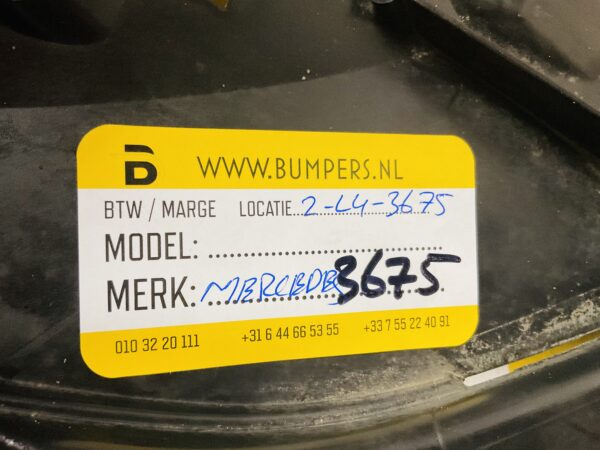 B WWW.BUMPERS.NL
BTW / MARGE LOCATIE 2-L4-3675
MODEL:
MERK: MERCEDES 3675
010 32 20 111 +31 6 44 66 53 55 +33 7 55 22 40 91